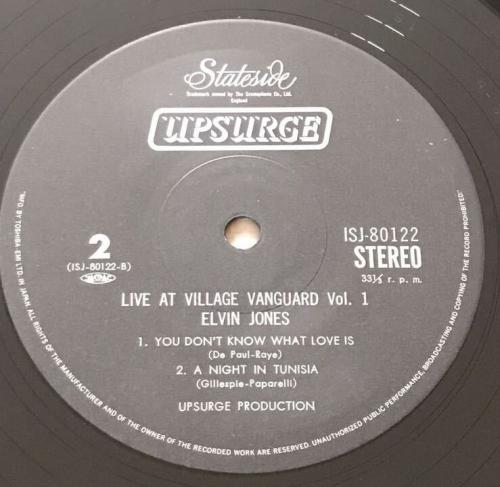 Stateside
Trademark owned by The Gramophone Co., Ltd.
England
UPSURGE
2
(ISJ-80122-B)
ISJ-80122
STEREO
33⅓ r. p. m.
LIVE AT VILLAGE VANGUARD Vol. 1
ELVIN JONES
1. YOU DON'T KNOW WHAT LOVE IS
(De Paul-Raye)
2. A NIGHT IN TUNISIA
(Gillespie-Paparelli)
UPSURGE PRODUCTION
"MFG. BY TOSHIBA EMI LTD. IN JAPAN. ALL RIGHTS OF THE MANUFACTURER AND OF THE OWNER OF THE RECORDED WORK ARE RESERVED. UNAUTHORIZED PUBLIC PERFORMANCE, BROADCASTING AND COPYING OF THE RECORD PROHIBITED."